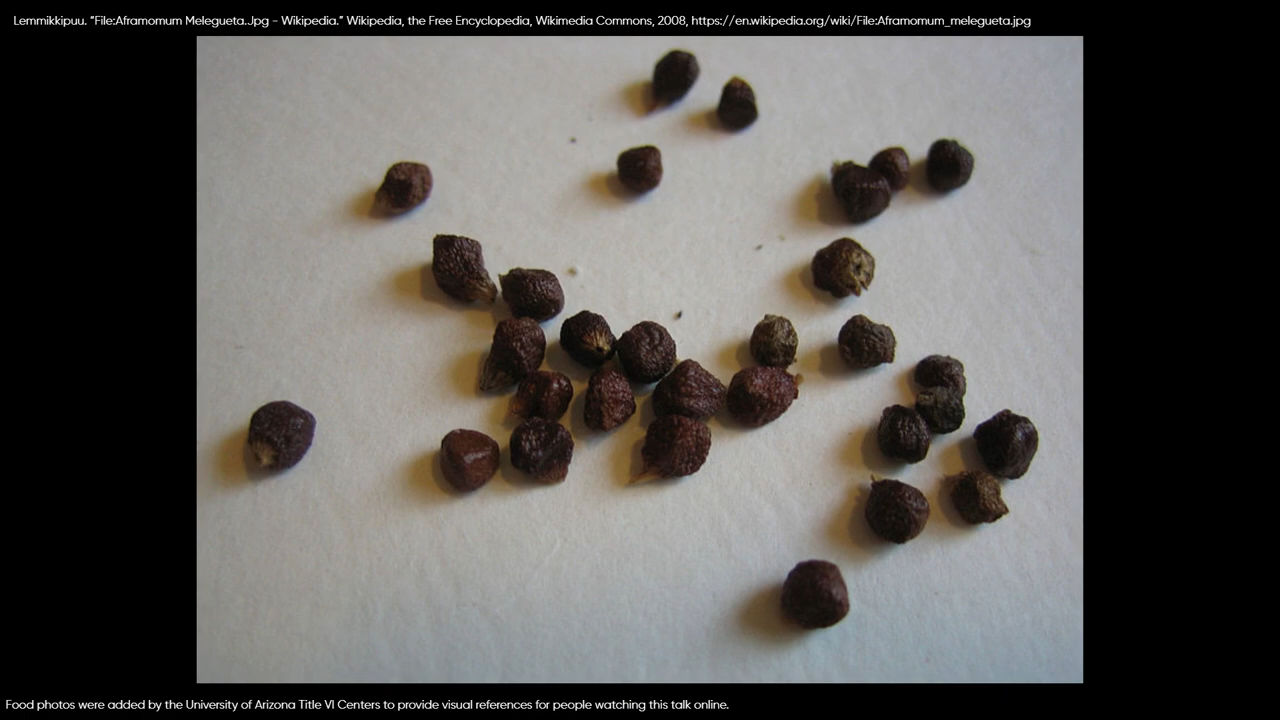 Lemmikkipuu. "File:Aframomum Melegueta.Jpg - Wikipedia." Wikipedia, the Free Encyclopedia, Wikimedia Commons, 2008, https://en.wikipedia.org/wiki/File:Aframomum_melegueta.jpg
Food photos were added by the University of Arizona Title VI Centers to provide visual references for people watching this talk online.